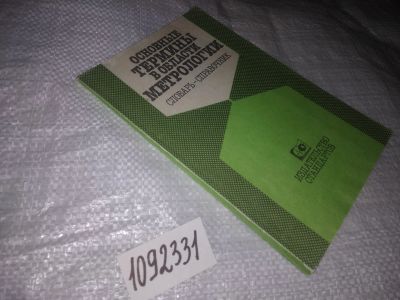 ОСНОВНЫЕ
ТЕРМИНЫ
В ОБЛАСТИ
МЕТРОЛОГИИ
СЛОВАРЬ-СПРАВОЧНИК
ИЗДАТЕЛЬСТВО
СТАНДАРТОВ
1092331